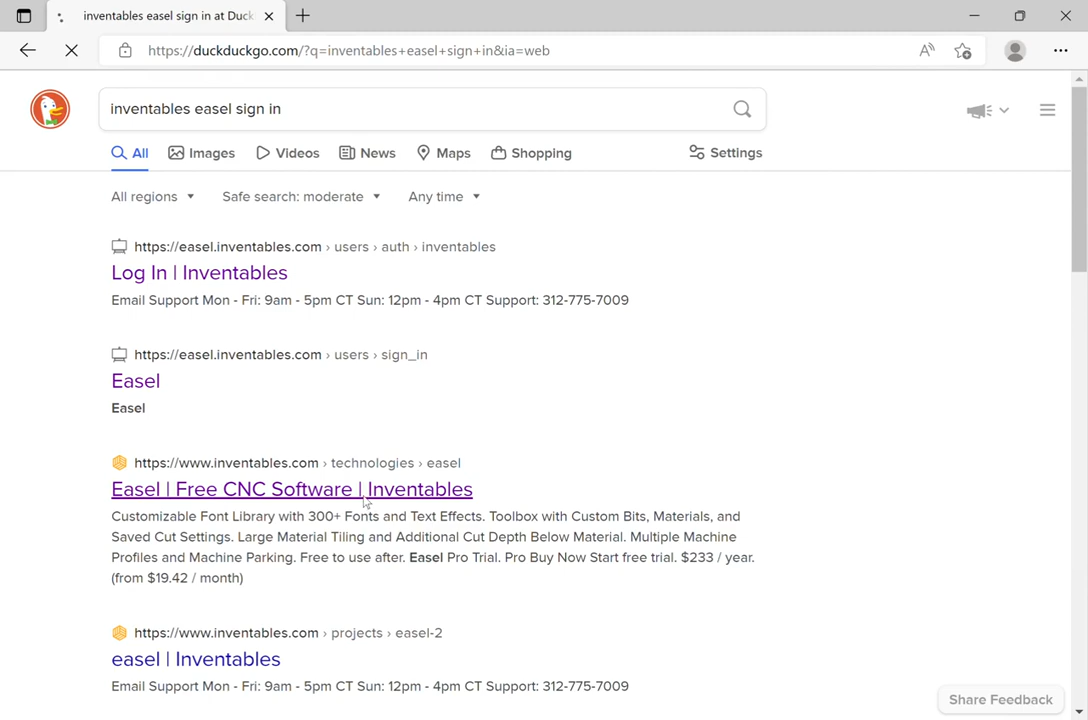 inventables easel sign in at Duck
https://duckduckgo.com/?q=inventables+easel+sign+in&ia=web
inventables easel sign in
All Images Videos News Maps Shopping Settings
All regions Safe search: moderate Any time
https://easel.inventables.com › users › auth › inventables
Log In | Inventables
Email Support Mon - Fri: 9am - 5pm CT Sun: 12pm - 4pm CT Support: 312-775-7009
https://easel.inventables.com › users › sign_in
Easel
Easel
https://www.inventables.com › technologies › easel
Easel | Free CNC Software | Inventables
Customizable Font Library with 300+ Fonts and Text Effects. Toolbox with Custom Bits, Materials, and
Saved Cut Settings. Large Material Tiling and Additional Cut Depth Below Material. Multiple Machine
Profiles and Machine Parking. Free to use after. Easel Pro Trial. Pro Buy Now Start free trial. $233 / year.
(from $19.42 / month)
https://www.inventables.com › projects › easel-2
easel | Inventables
Email Support Mon - Fri: 9am - 5pm CT Sun: 12pm - 4pm CT Support: 312-775-7009
Share Feedback